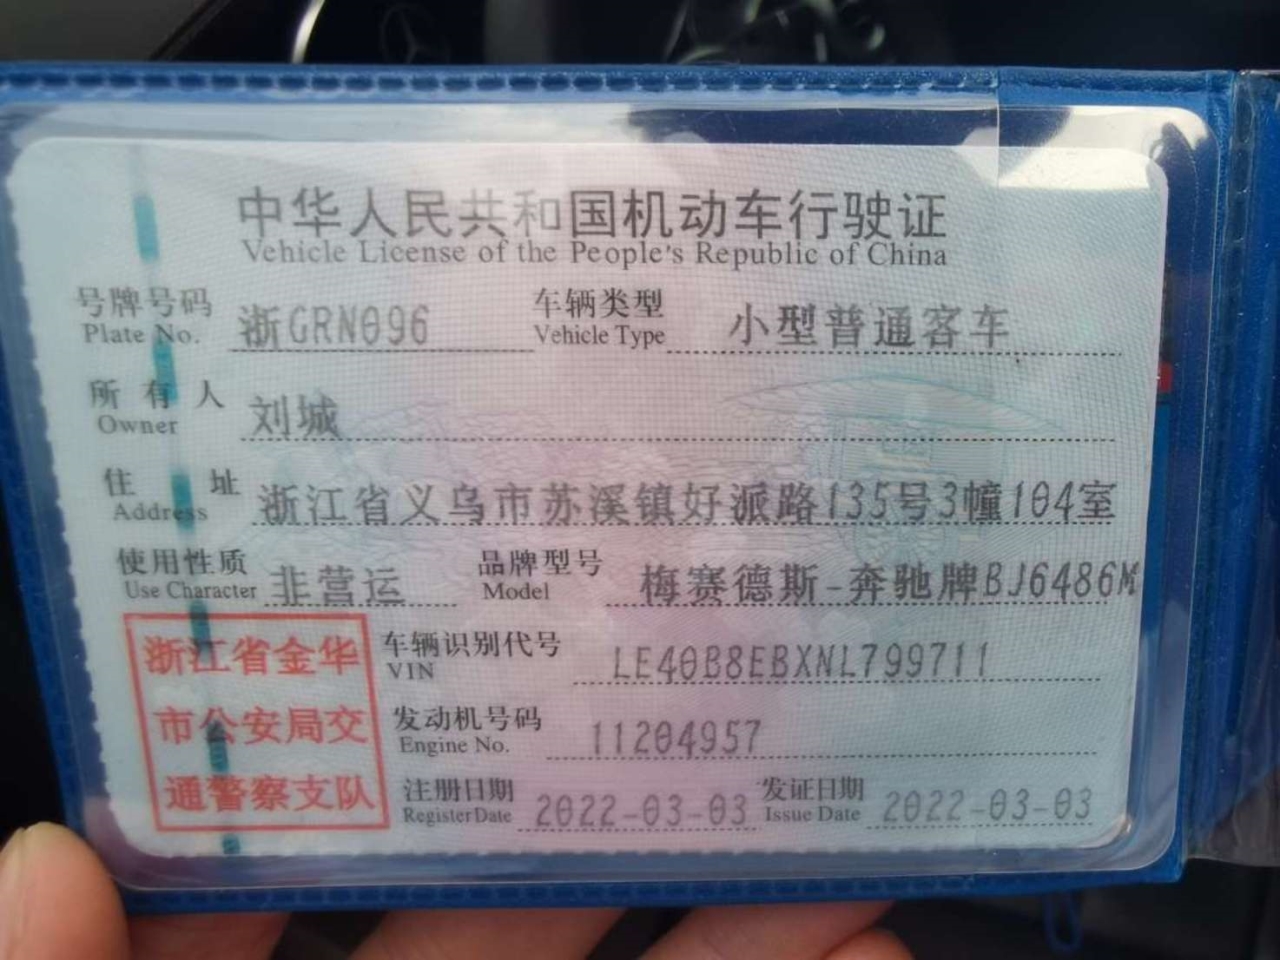 中华人民共和国机动车行驶证
Vehicle License of the People's Republic of China
号牌号码 浙GRN096 车辆类型 小型普通客车
Plate No. Vehicle Type
所有人 刘城
Owner
住址 浙江省义乌市苏溪镇好派路135号3幢104室
Address
使用性质 非营运 品牌型号 梅赛德斯-奔驰牌BJ6486M
Use Character Model
浙江省金华
市公安局交
通警察支队
车辆识别代号 LE40B8EBXNL799711
VIN
发动机号码 11204957
Engine No.
注册日期 2022-03-03 发证日期 2022-03-03
Register Date Issue Date